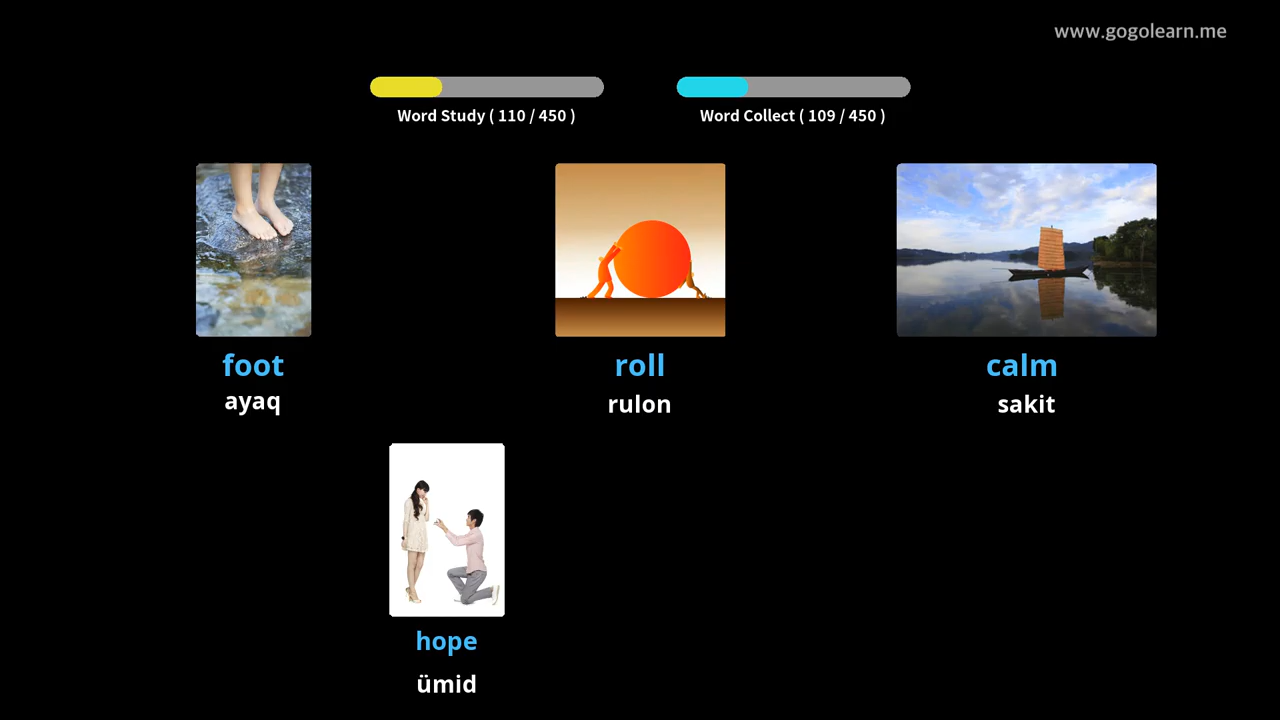 www.gogolearn.me
Word Study ( 110 / 450 )
Word Collect ( 109 / 450 )
foot
ayaq
roll
rulon
calm
sakit
hope
ümid